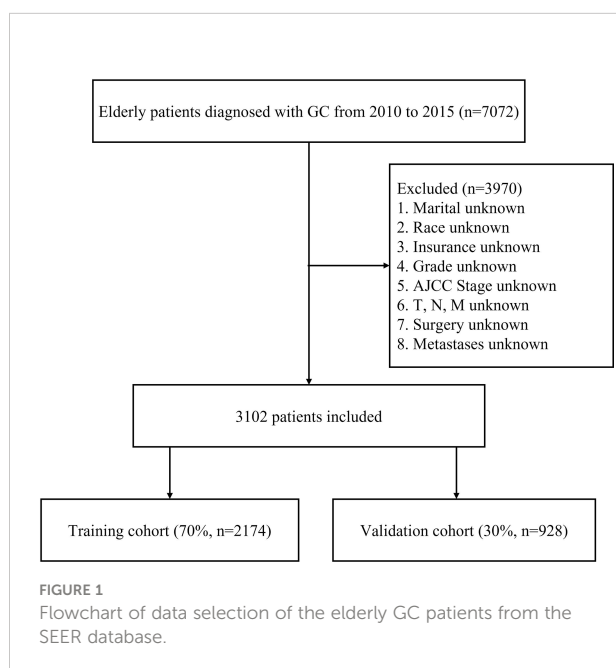 Elderly patients diagnosed with GC from 2010 to 2015 (n=7072)
Excluded (n=3970)
1. Marital unknown
2. Race unknown
3. Insurance unknown
4. Grade unknown
5. AJCC Stage unknown
6. T, N, M unknown
7. Surgery unknown
8. Metastases unknown
3102 patients included
Training cohort (70%, n=2174)
Validation cohort (30%, n=928)
FIGURE 1
Flowchart of data selection of the elderly GC patients from the
SEER database.